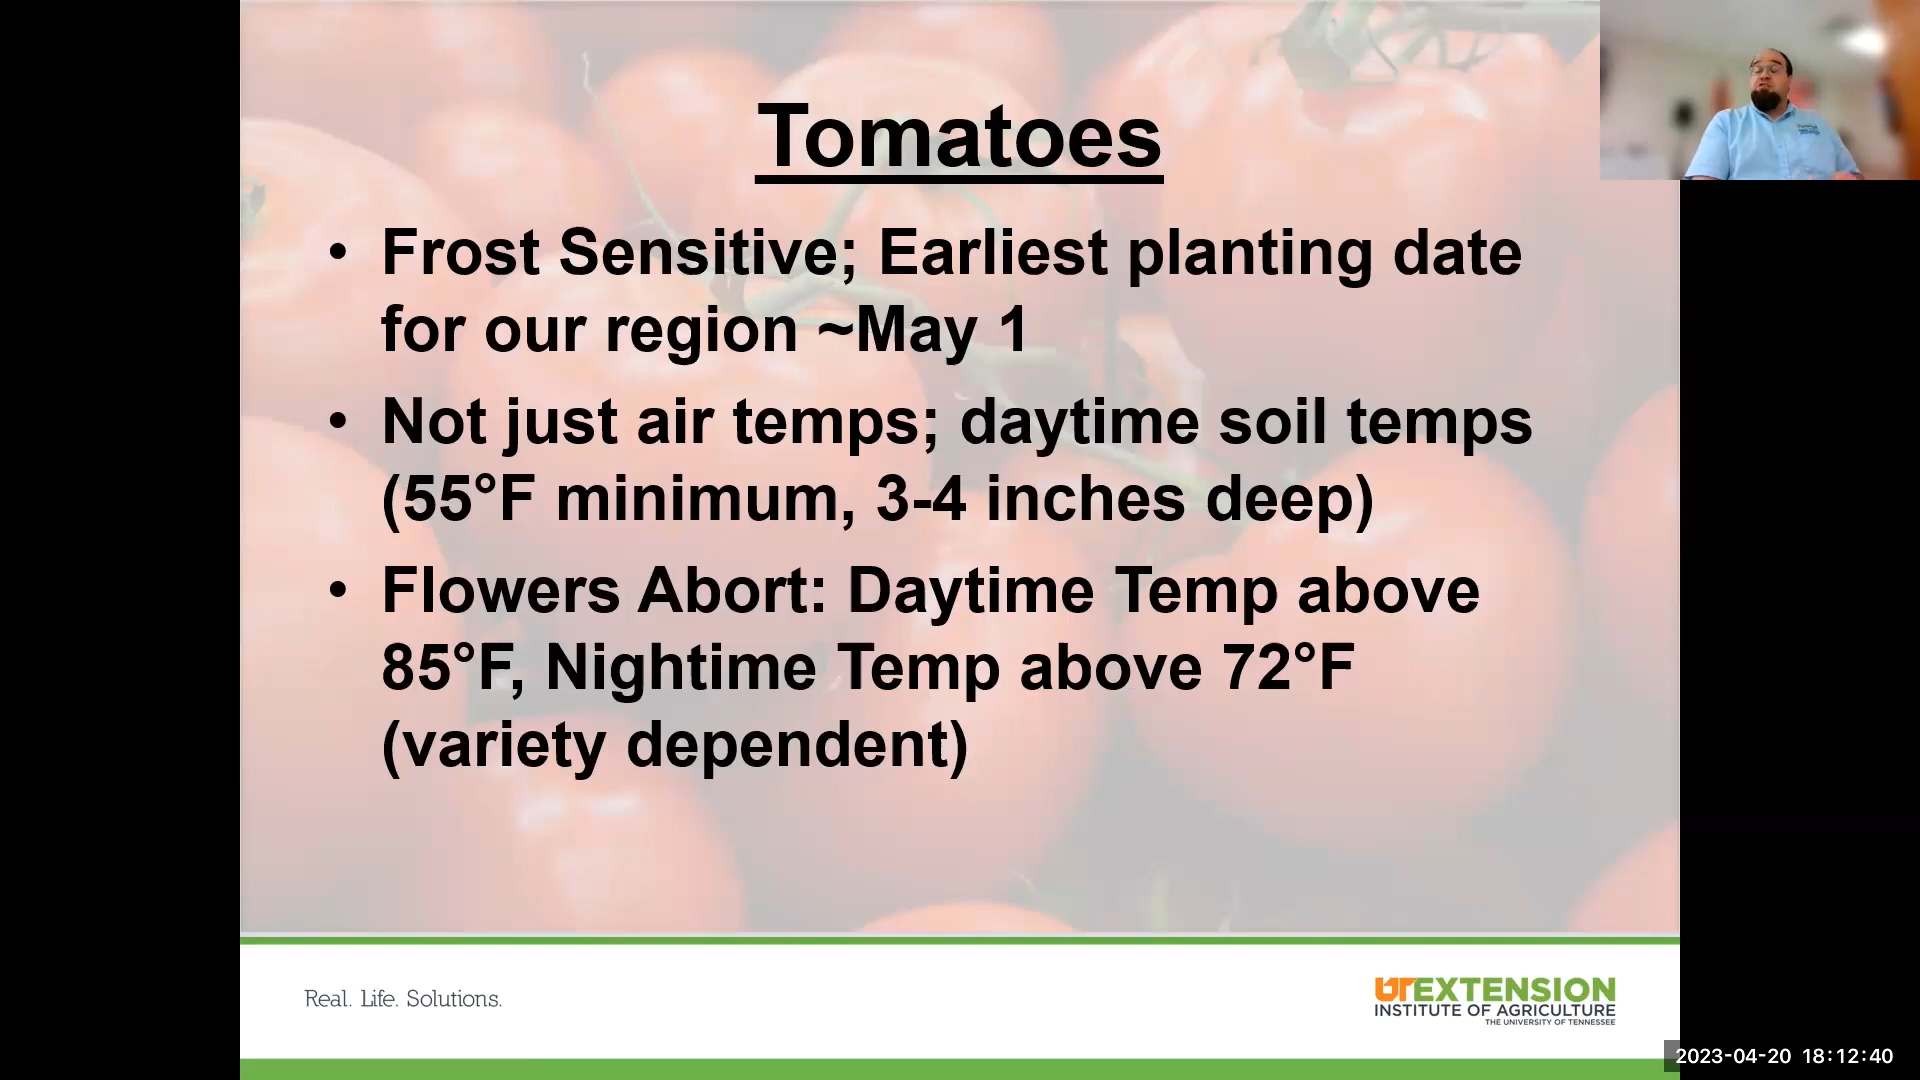 Tomatoes
• Frost Sensitive; Earliest planting date
for our region ~May 1
• Not just air temps; daytime soil temps
(55°F minimum, 3-4 inches deep)
• Flowers Abort: Daytime Temp above
85°F, Nightime Temp above 72°F
(variety dependent)
Real. Life. Solutions.
UT EXTENSION
INSTITUTE OF AGRICULTURE
THE UNIVERSITY OF TENNESSEE
2023-04-20 18:12:40